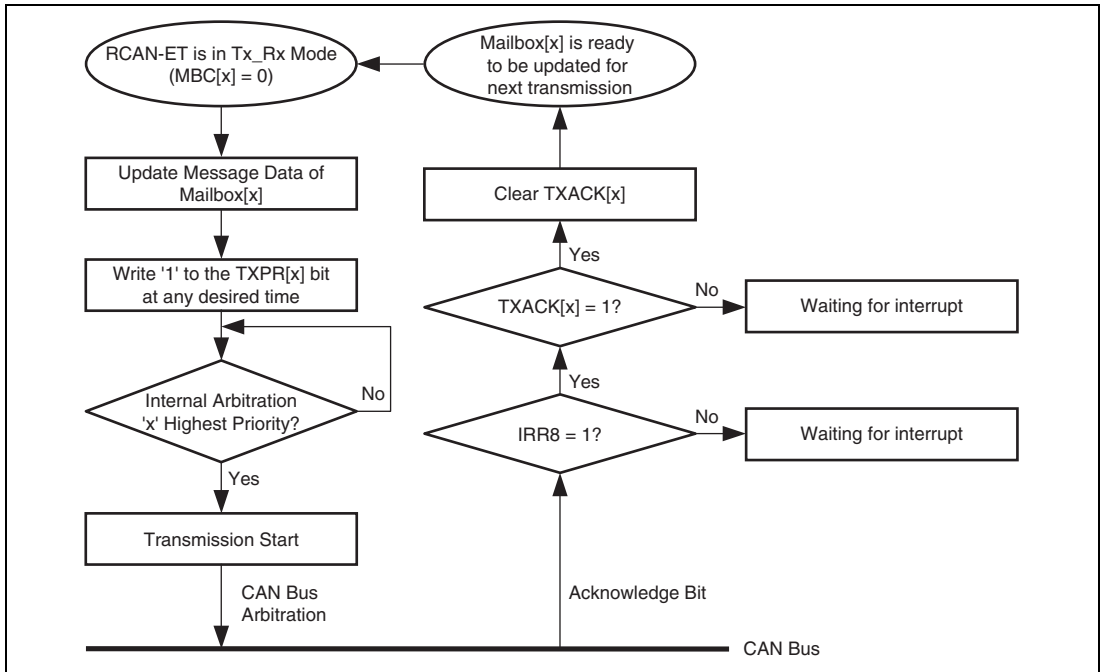 RCAN-ET is in Tx_Rx Mode
(MBC[x] = 0)
Update Message Data of
Mailbox[x]
Write '1' to the TXPR[x] bit
at any desired time
Internal Arbitration
'x' Highest Priority?
No
Yes
Transmission Start
CAN Bus
Arbitration
CAN Bus
Acknowledge Bit
IRR8 = 1?
No
Waiting for interrupt
Yes
TXACK[x] = 1?
No
Waiting for interrupt
Yes
Clear TXACK[x]
Mailbox[x] is ready
to be updated for
next transmission